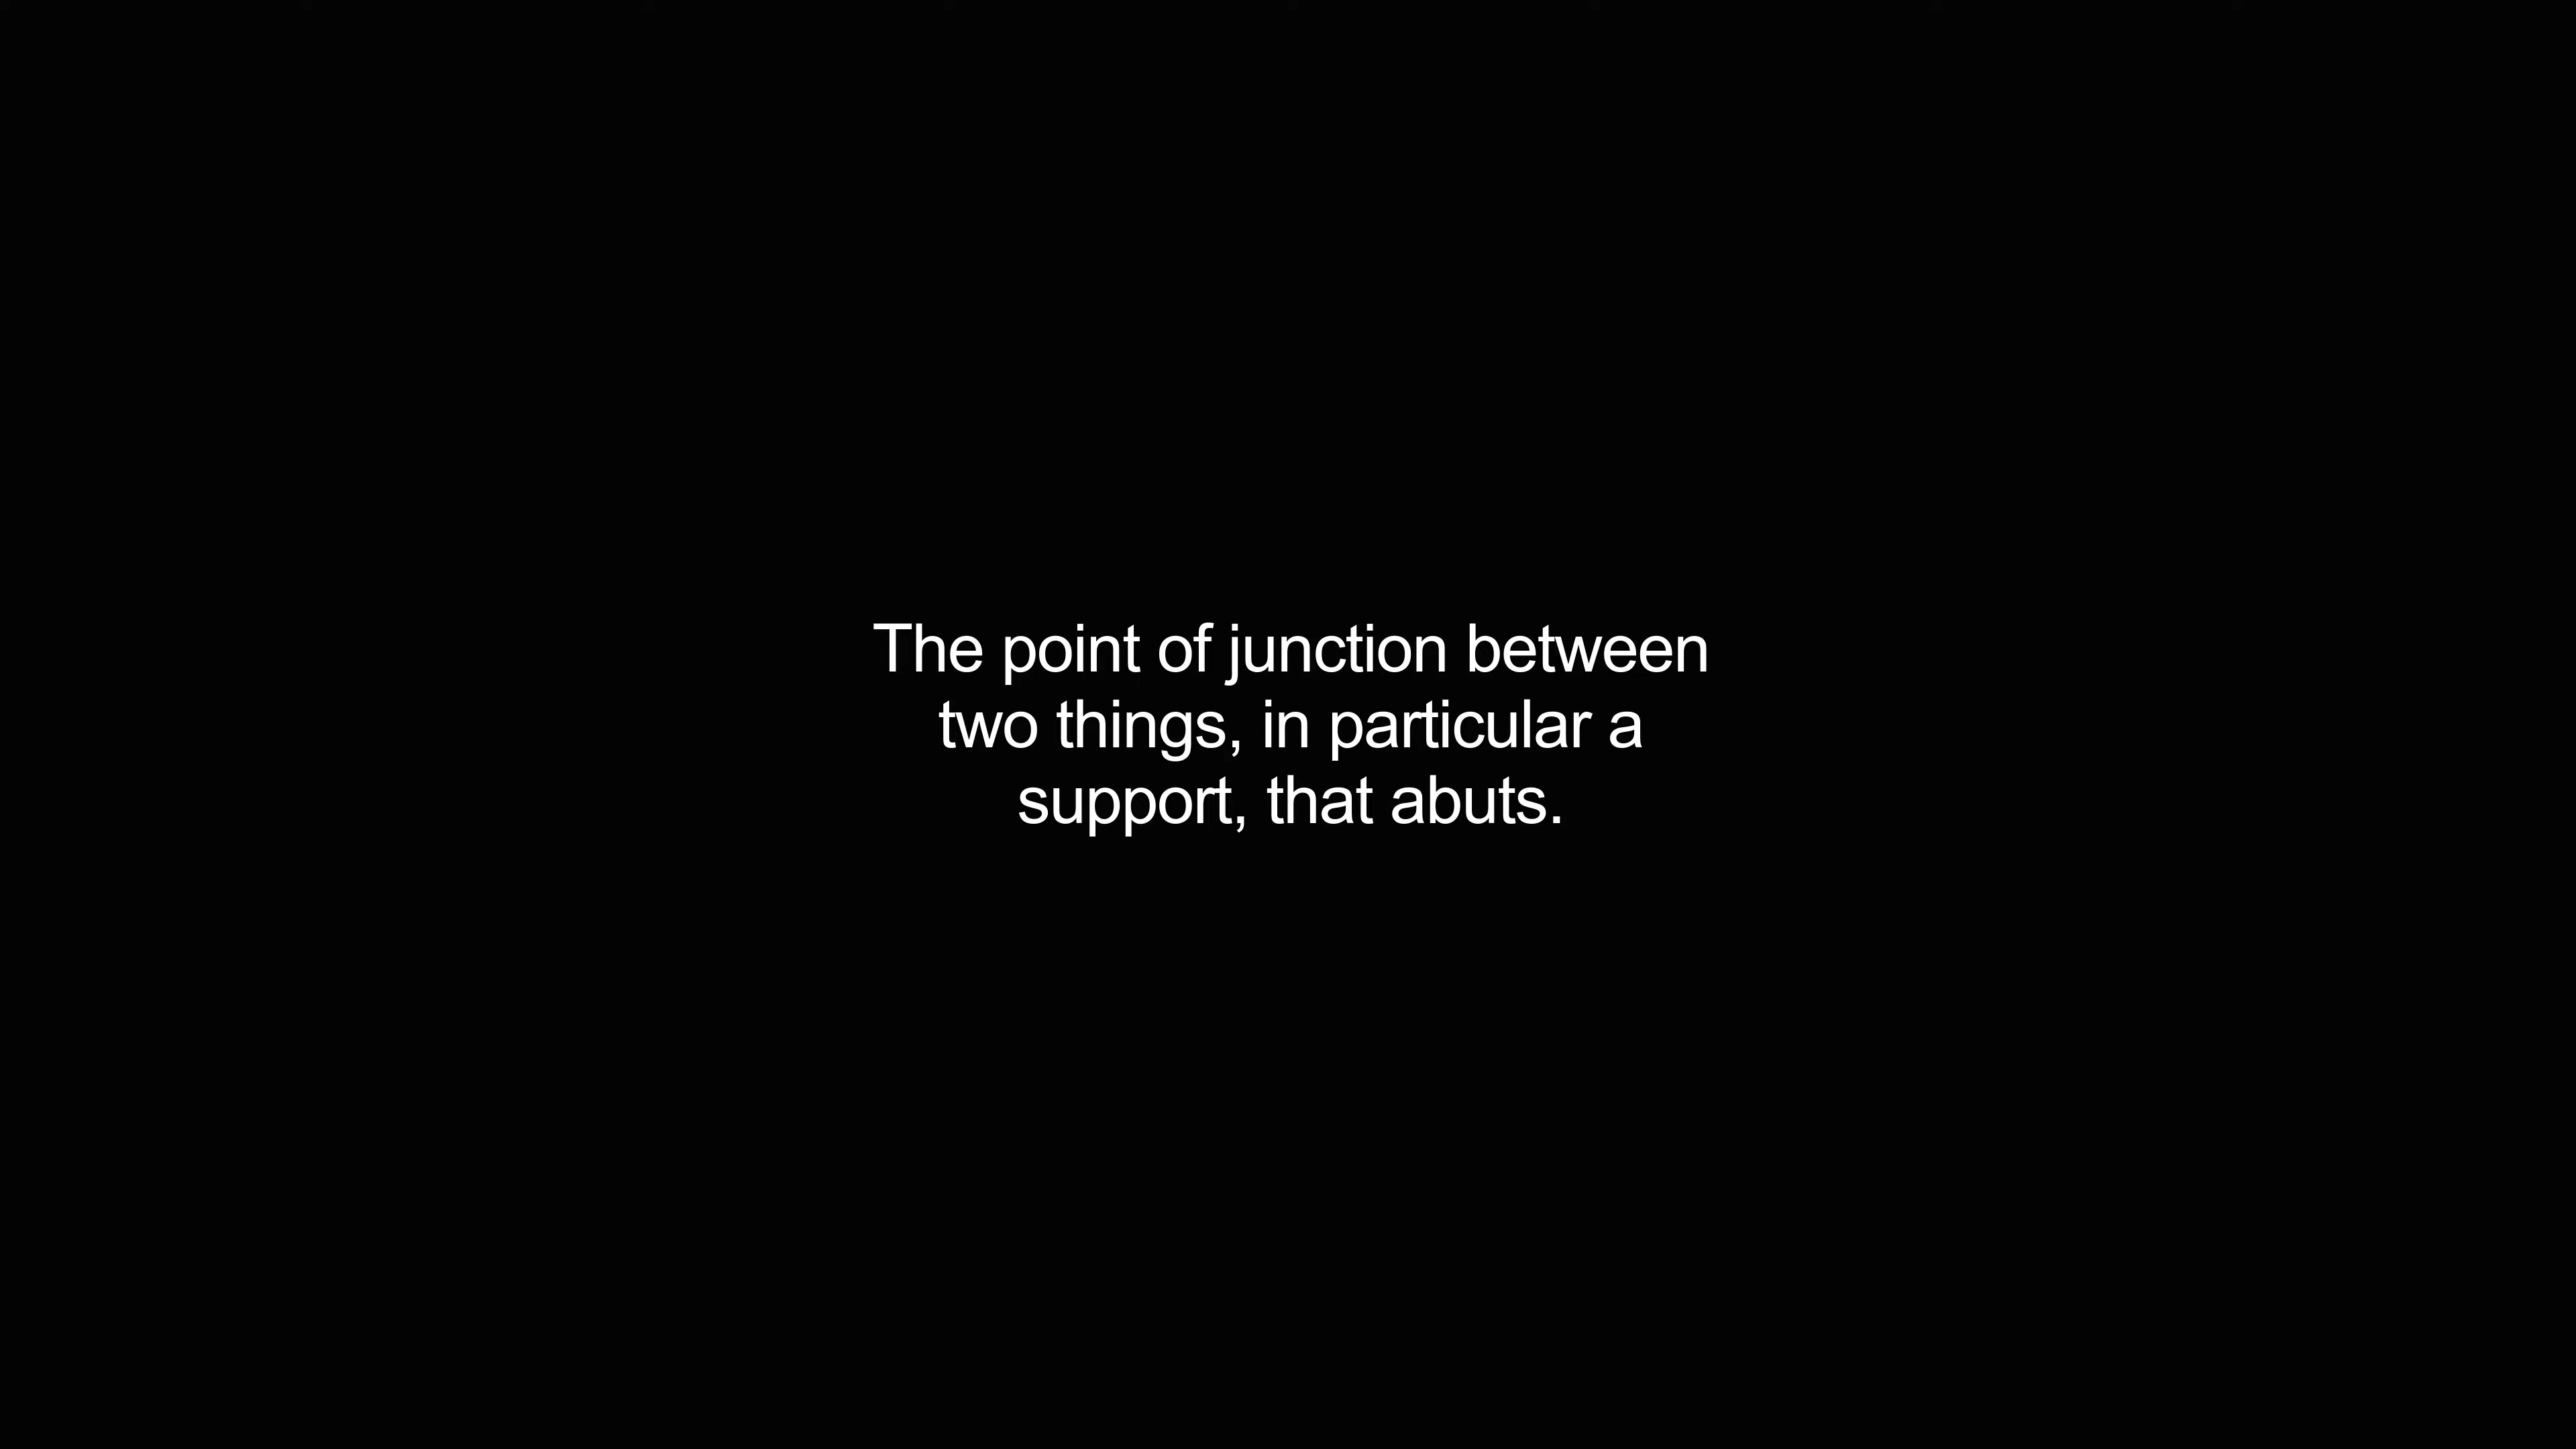 The point of junction between
two things, in particular a
support, that abuts.